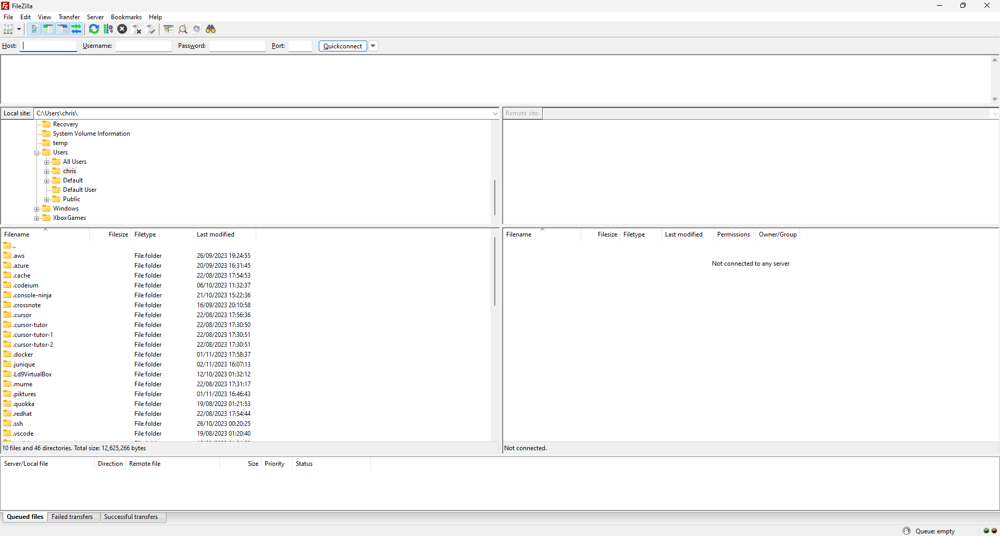 FileZilla
File Edit View Transfer Server Bookmarks Help
Host: Username: Password: Port: Quickconnect
Local site: C:\Users\chris\
Remote site:
Recovery
System Volume Information
temp
Users
All Users
chris
Default
Default User
Public
Windows
XboxGames
Filename Filesize Filetype Last modified
..
.aws File folder 26/09/2023 19:24:55
.azure File folder 20/09/2023 16:31:45
.cache File folder 22/08/2023 17:54:53
.codeium File folder 06/10/2023 11:32:37
.console-ninja File folder 21/10/2023 15:22:36
.crossnote File folder 16/09/2023 20:10:58
.cursor File folder 22/08/2023 17:56:36
.cursor-tutor File folder 22/08/2023 17:30:50
.cursor-tutor-1 File folder 22/08/2023 17:30:51
.cursor-tutor-2 File folder 22/08/2023 17:30:51
.docker File folder 01/11/2023 17:58:37
.junique File folder 02/11/2023 16:07:13
.Ld9VirtualBox File folder 12/10/2023 01:32:12
.mume File folder 22/08/2023 17:31:17
.piktures File folder 01/11/2023 16:46:43
.quokka File folder 19/08/2023 01:21:53
.redhat File folder 22/08/2023 17:54:44
.ssh File folder 26/10/2023 00:20:25
.vscode File folder 19/08/2023 01:20:40
10 files and 46 directories. Total size: 12,625,266 bytes
Filename Filesize Filetype Last modified Permissions Owner/Group
Not connected to any server
Not connected.
Server/Local file Direction Remote file Size Priority Status
Queued files Failed transfers Successful transfers
Queue: empty